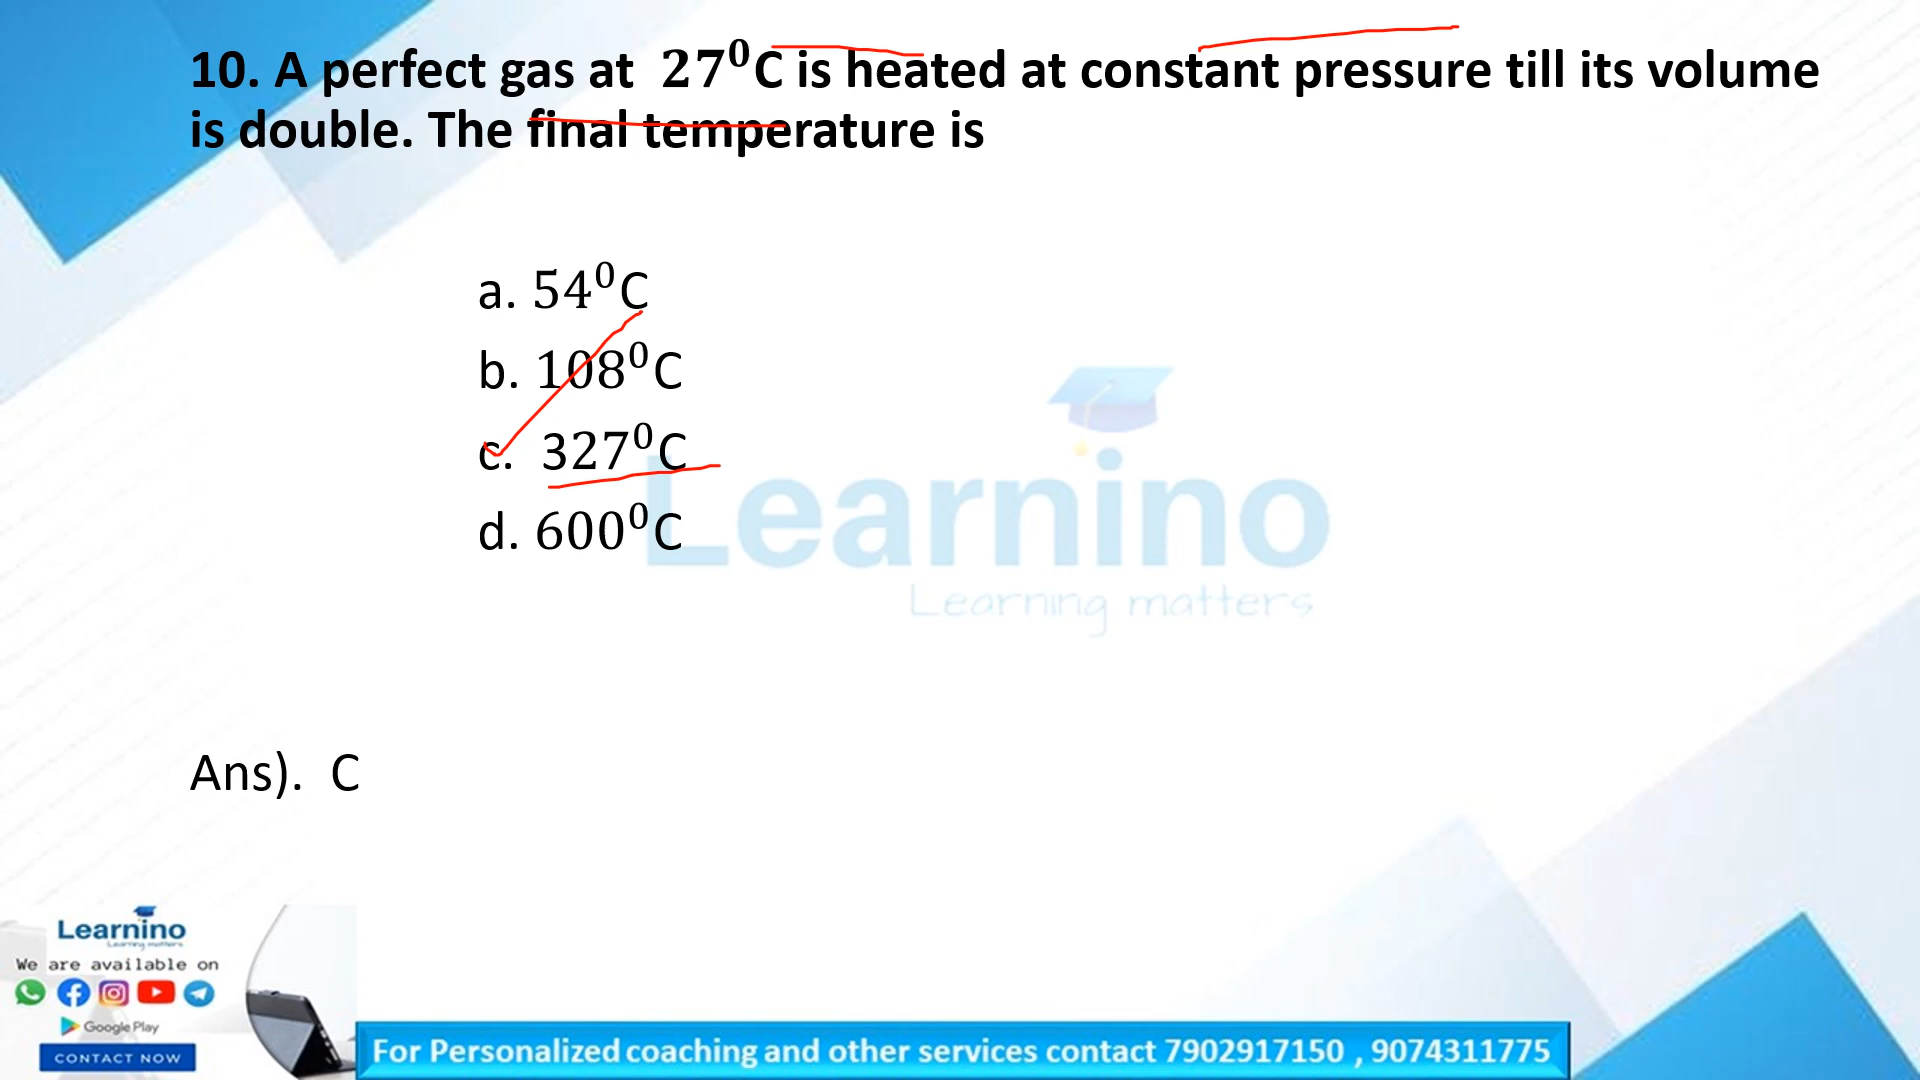 10. A perfect gas at 27⁰C is heated at constant pressure till its volume
is double. The final temperature is
a. 54⁰C
b. 108⁰C
c. 327⁰C
d. 600⁰C
Learnino
Learning matters
Ans). C
Learnino
Learning matters
We are available on
Google Play
CONTACT NOW
For Personalized coaching and other services contact 7902917150 , 9074311775